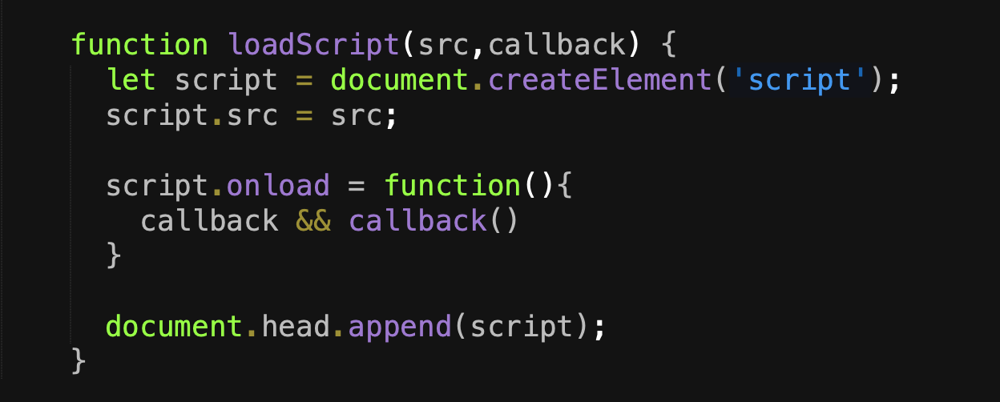 function loadScript(src,callback) {
  let script = document.createElement('script');
  script.src = src;

  script.onload = function(){
    callback && callback()
  }

  document.head.append(script);
}